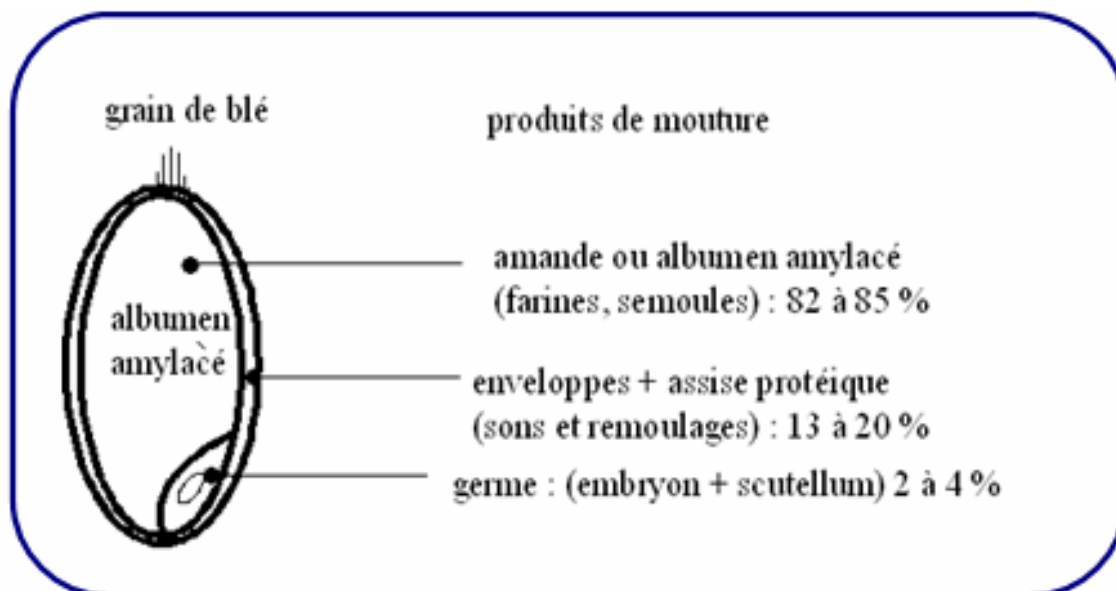 grain de blé
produits de mouture
amande ou albumen amylacé
(farines, semoules) : 82 à 85 %
albumen
amylacé
enveloppes + assise protéique
(sons et remoulages) : 13 à 20 %
germe : (embryon + scutellum) 2 à 4 %